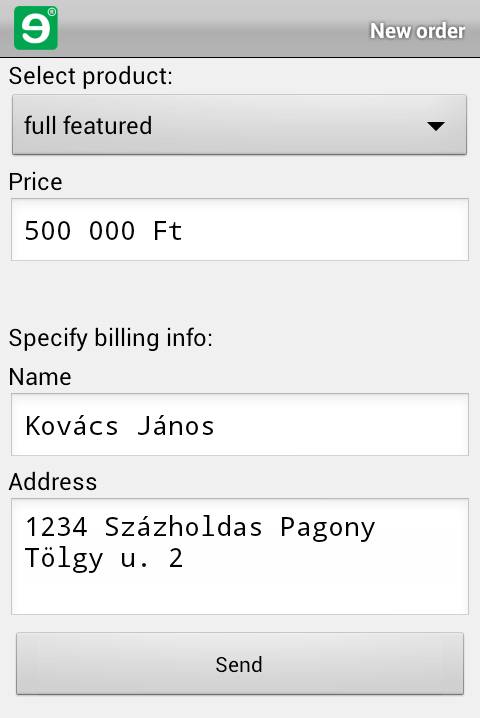 New order
Select product:
full featured
Price
500 000 Ft
Specify billing info:
Name
Kovács János
Address
1234 Százholdas Pagony
Tölgy u. 2
Send